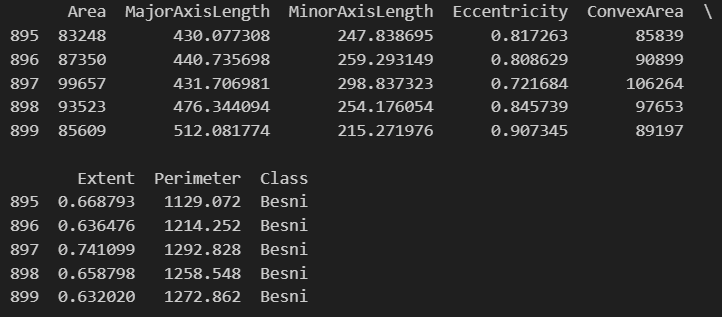 Area MajorAxisLength MinorAxisLength Eccentricity ConvexArea \
895 83248 430.077308 247.838695 0.817263 85839
896 87350 440.735698 259.293149 0.808629 90899
897 99657 431.706981 298.837323 0.721684 106264
898 93523 476.344094 254.176054 0.845739 97653
899 85609 512.081774 215.271976 0.907345 89197
Extent Perimeter Class
895 0.668793 1129.072 Besni
896 0.636476 1214.252 Besni
897 0.741099 1292.828 Besni
898 0.658798 1258.548 Besni
899 0.632020 1272.862 Besni